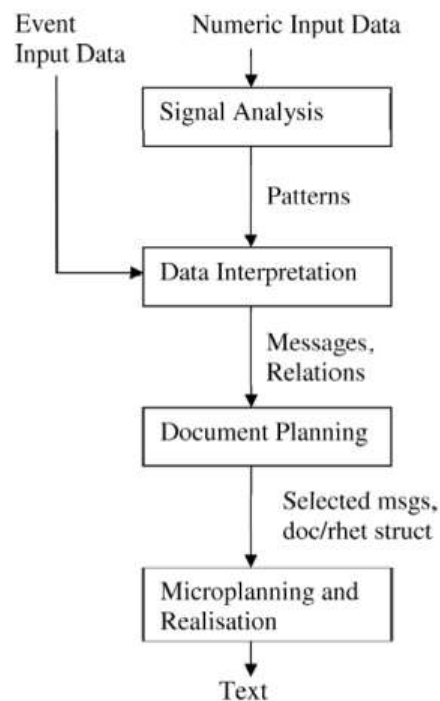 Event
Input Data
Numeric Input Data
Signal Analysis
Patterns
Data Interpretation
Messages,
Relations
Document Planning
Selected msgs,
doc/rhet struct
Microplanning and
Realisation
Text